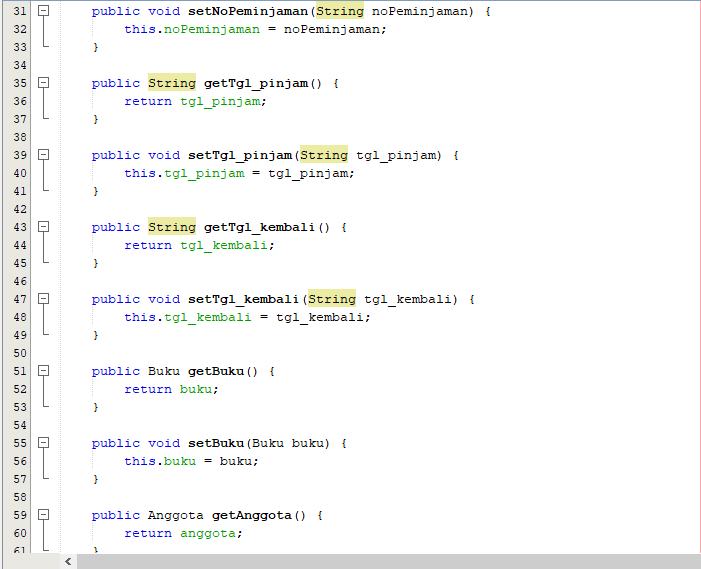 31 public void setNoPeminjaman(String noPeminjaman) {
32 this.noPeminjaman = noPeminjaman;
33 }
34
35 public String getTgl_pinjam() {
36 return tgl_pinjam;
37 }
38
39 public void setTgl_pinjam(String tgl_pinjam) {
40 this.tgl_pinjam = tgl_pinjam;
41 }
42
43 public String getTgl_kembali() {
44 return tgl_kembali;
45 }
46
47 public void setTgl_kembali(String tgl_kembali) {
48 this.tgl_kembali = tgl_kembali;
49 }
50
51 public Buku getBuku() {
52 return buku;
53 }
54
55 public void setBuku(Buku buku) {
56 this.buku = buku;
57 }
58
59 public Anggota getAnggota() {
60 return anggota;
61 }